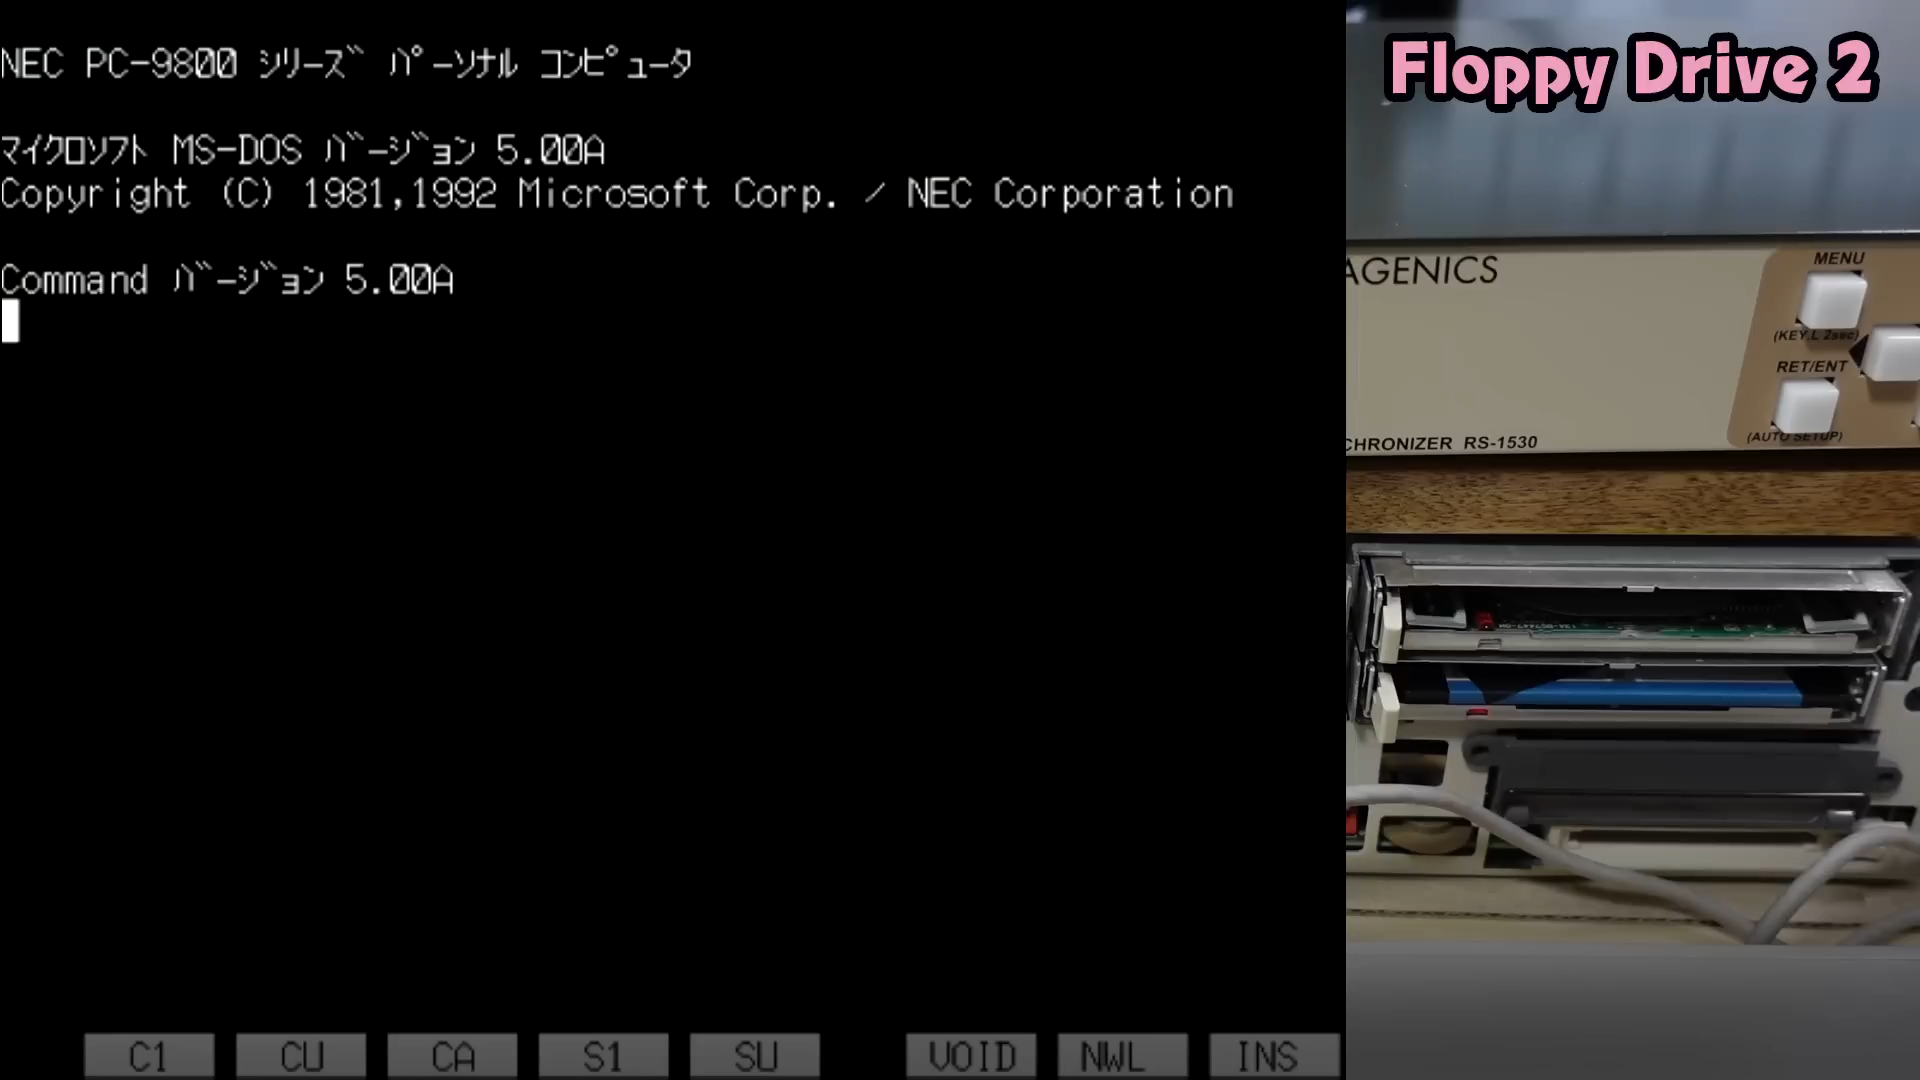 NEC PC-9800 ｼﾘｰｽﾞ ﾊﾟｰｿﾅﾙ ｺﾝﾋﾟｭｰﾀ
ﾏｲｸﾛｿﾌﾄ MS-DOS ﾊﾞｰｼﾞｮﾝ 5.00A
Copyright (C) 1981,1992 Microsoft Corp. / NEC Corporation
Command ﾊﾞｰｼﾞｮﾝ 5.00A
C1 CU CA S1 SU VOID NWL INS
Floppy Drive 2
AGENICS
MENU
(KEY.L 2sec)
RET/ENT
(AUTO SETUP)
CHRONIZER RS-1530